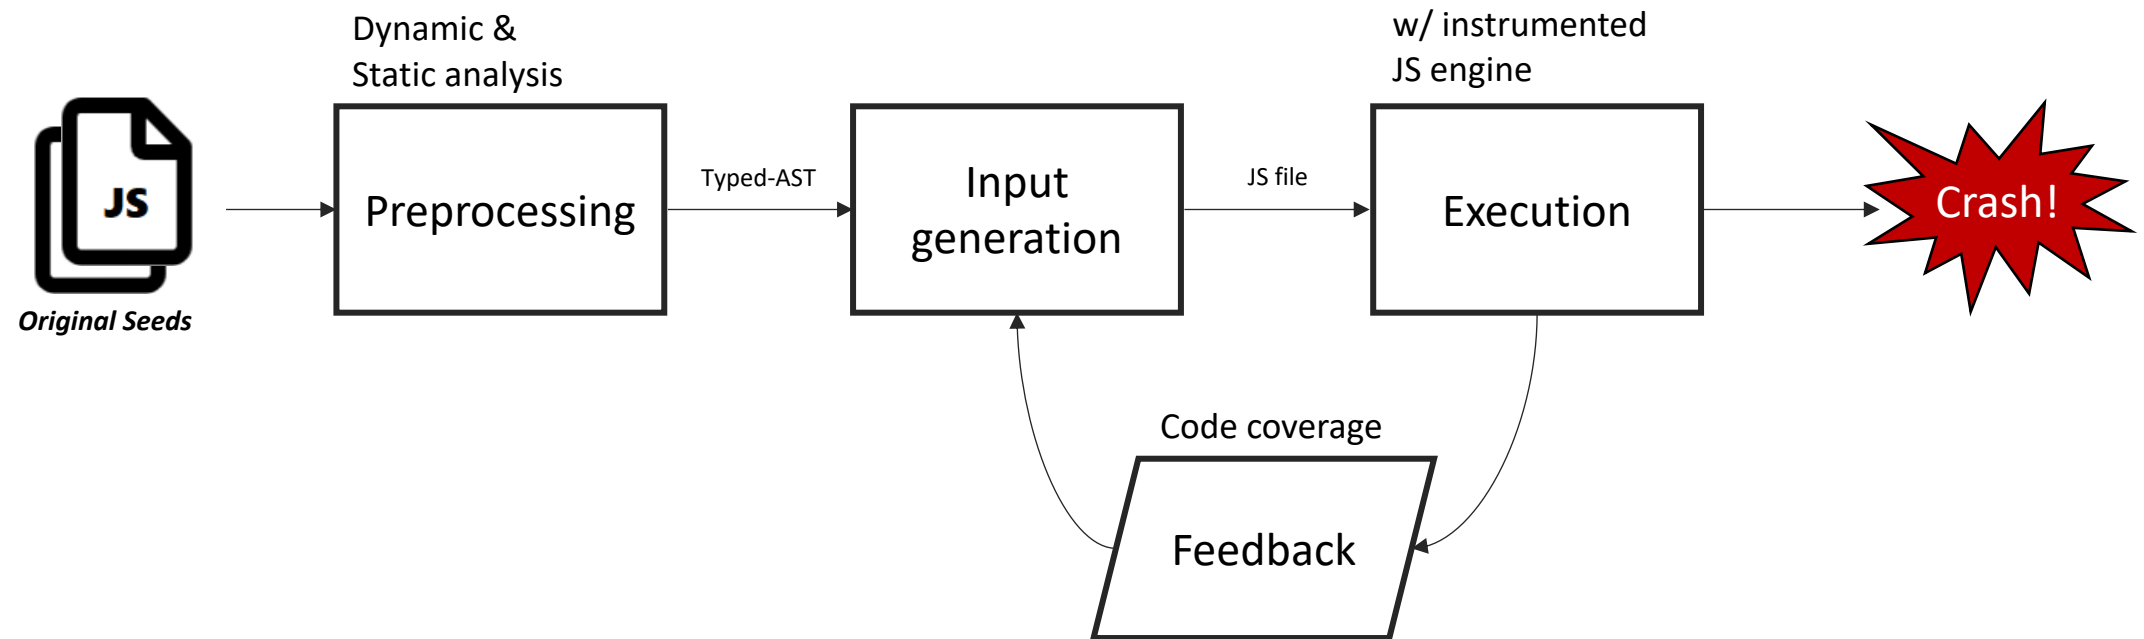 Dynamic &
Static analysis
w/ instrumented
JS engine
JS
Original Seeds
Preprocessing
Typed-AST
Input
generation
JS file
Execution
Crash!
Code coverage
Feedback